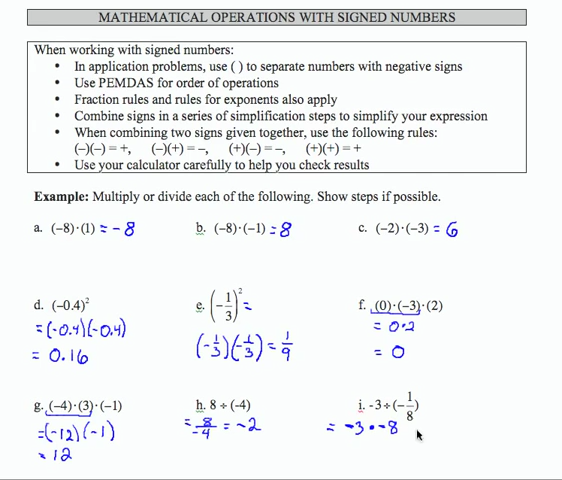 MATHEMATICAL OPERATIONS WITH SIGNED NUMBERS
When working with signed numbers:
• In application problems, use ( ) to separate numbers with negative signs
• Use PEMDAS for order of operations
• Fraction rules and rules for exponents also apply
• Combine signs in a series of simplification steps to simplify your expression
• When combining two signs given together, use the following rules:
(–)(–) = +, (–)(+) = –, (+)(–) = –, (+)(+) = +
• Use your calculator carefully to help you check results
Example: Multiply or divide each of the following. Show steps if possible.
a. (–8)·(1) = -8 b. (–8)·(–1) = 8 c. (–2)·(–3) = 6
d. (–0.4)² e. (–1/3)² = f. (0)·(–3)·(2)
= (-0.4)(-0.4) (-1/3)(-1/3) = 1/9 = 0·2
= 0.16 = 0
g. (–4)·(3)·(–1) h. 8 ÷ (-4) i. -3 ÷ (–1/8)
= (-12)(-1) = 8/-4 = -2 = -3 • -8
= 12